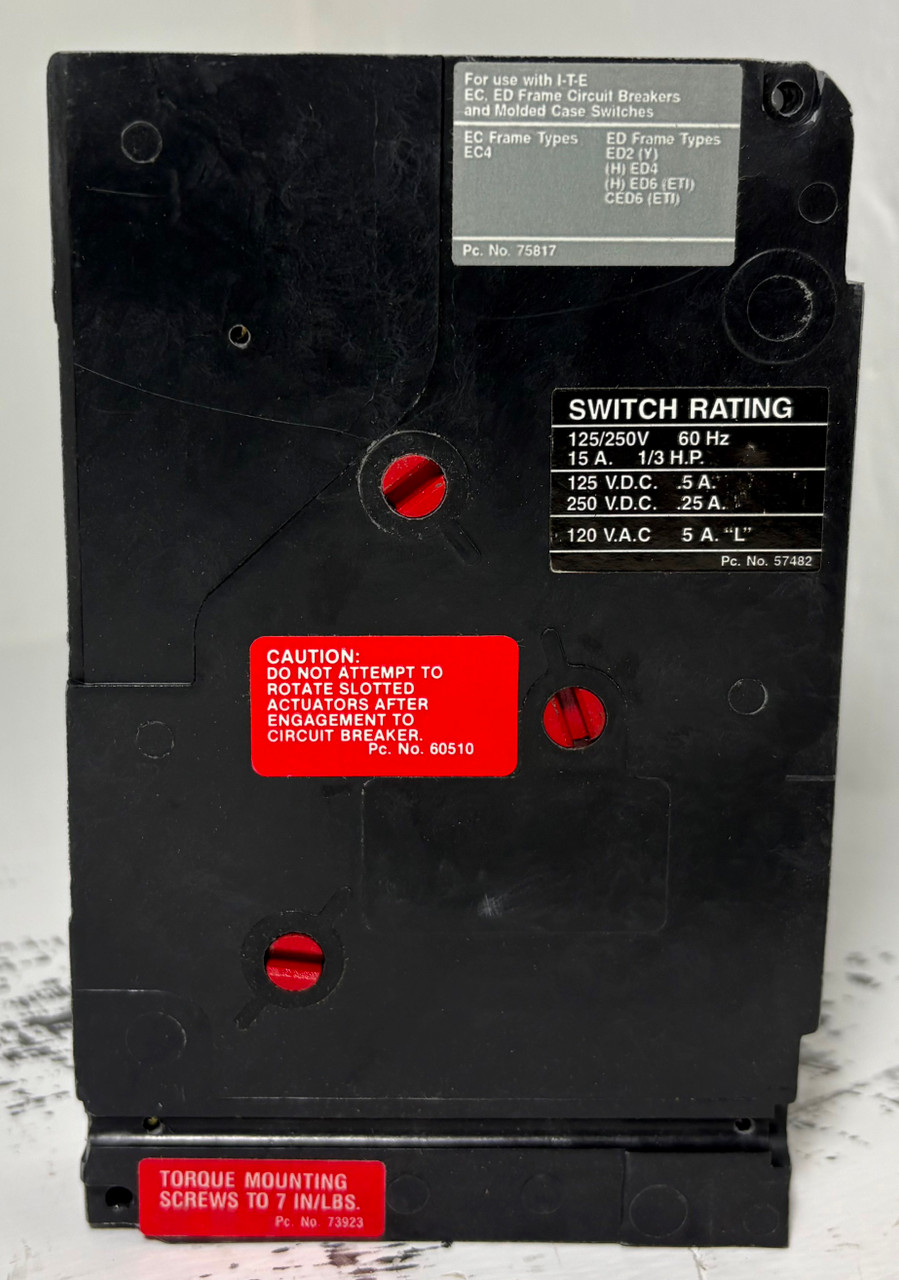 For use with I-T-E
EC, ED Frame Circuit Breakers
and Molded Case Switches
EC Frame Types
EC4
ED Frame Types
ED2 (Y)
(H) ED4
(H) ED6 (ETI)
CED6 (ETI)
Pc. No. 75817
SWITCH RATING
125/250V 60 Hz
15 A. 1/3 H.P.
125 V.D.C. .5 A.
250 V.D.C. .25 A.
120 V.A.C 5 A. “L”
Pc. No. 57482
CAUTION:
DO NOT ATTEMPT TO
ROTATE SLOTTED
ACTUATORS AFTER
ENGAGEMENT TO
CIRCUIT BREAKER.
Pc. No. 60510
TORQUE MOUNTING
SCREWS TO 7 IN/LBS.
Pc. No. 73923